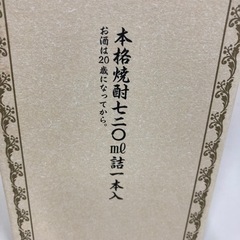 本格焼酎七二〇㎖詰一本入
お酒は20歳になってから。